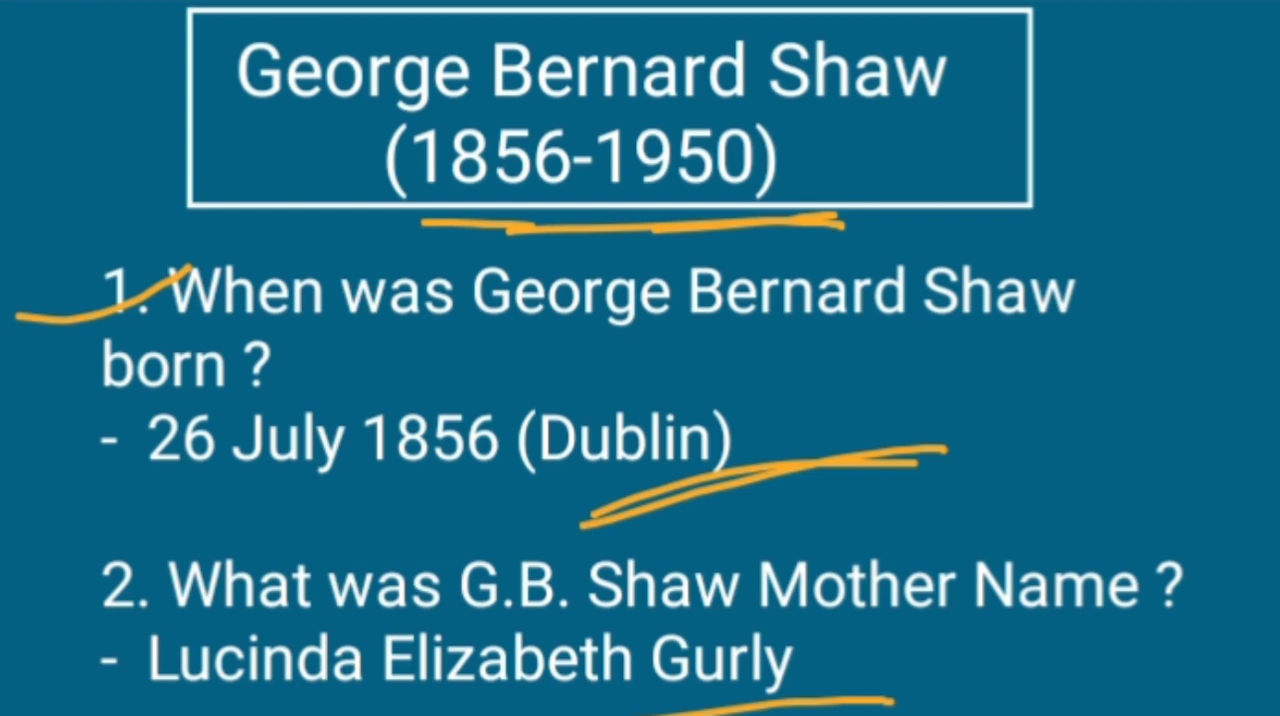 George Bernard Shaw
(1856-1950)
1. When was George Bernard Shaw
born ?
- 26 July 1856 (Dublin)
2. What was G.B. Shaw Mother Name ?
- Lucinda Elizabeth Gurly